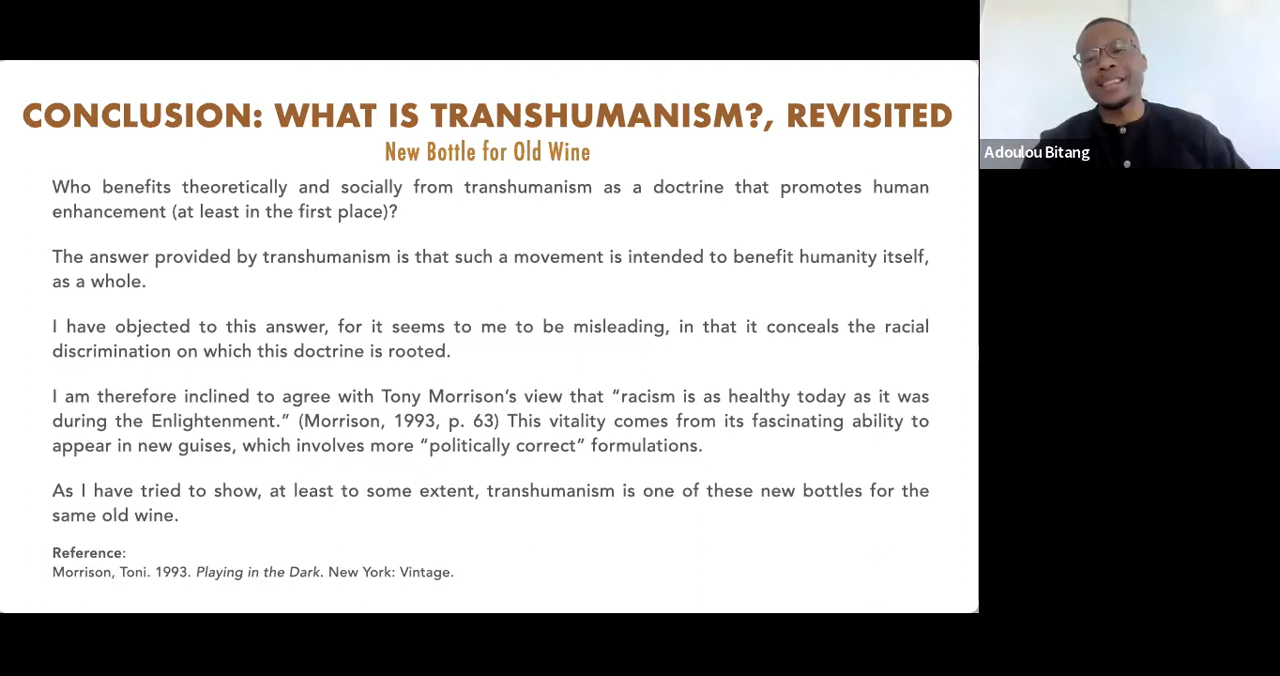 CONCLUSION: WHAT IS TRANSHUMANISM?, REVISITED
New Bottle for Old Wine
Who benefits theoretically and socially from transhumanism as a doctrine that promotes human
enhancement (at least in the first place)?
The answer provided by transhumanism is that such a movement is intended to benefit humanity itself,
as a whole.
I have objected to this answer, for it seems to me to be misleading, in that it conceals the racial
discrimination on which this doctrine is rooted.
I am therefore inclined to agree with Tony Morrison's view that “racism is as healthy today as it was
during the Enlightenment.” (Morrison, 1993, p. 63) This vitality comes from its fascinating ability to
appear in new guises, which involves more “politically correct” formulations.
As I have tried to show, at least to some extent, transhumanism is one of these new bottles for the
same old wine.
Reference:
Morrison, Toni. 1993. Playing in the Dark. New York: Vintage.
Adoulou Bitang